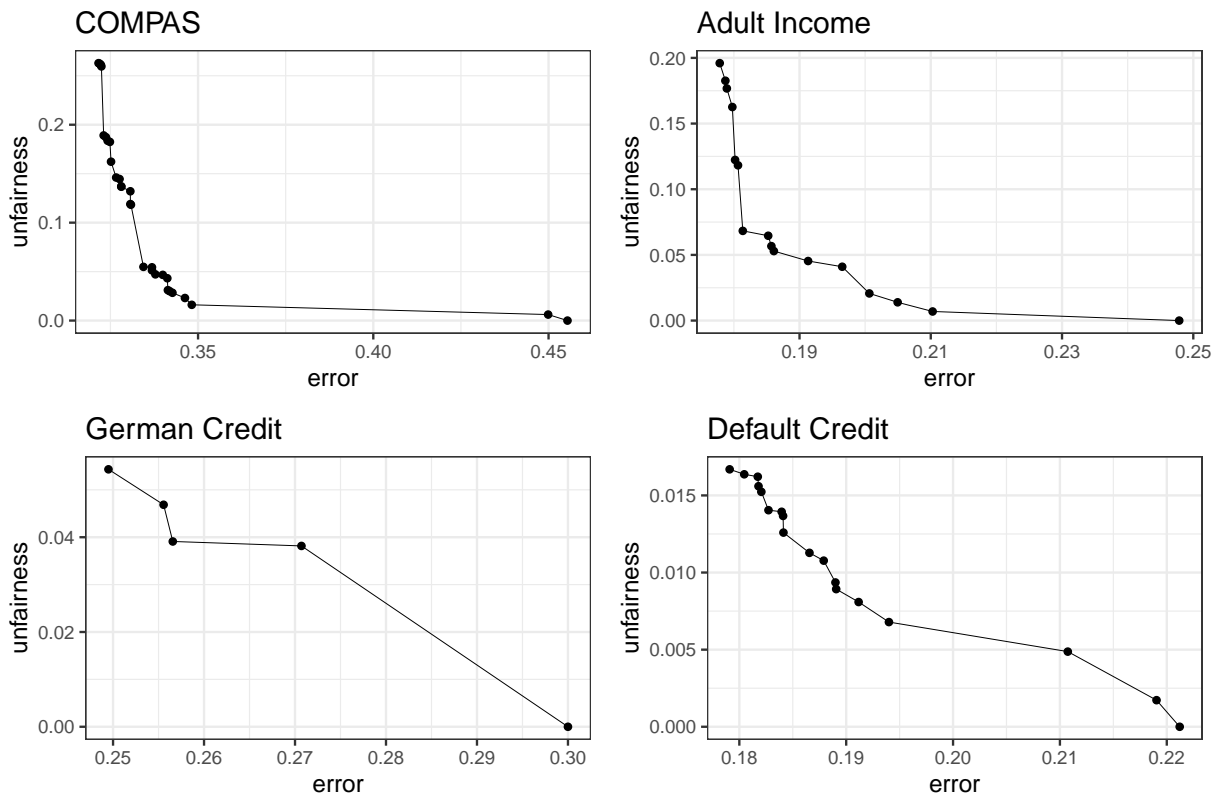 COMPAS
unfairness
0.2
0.1
0.0
0.35 0.40 0.45
error
Adult Income
unfairness
0.20
0.15
0.10
0.05
0.00
0.19 0.21 0.23 0.25
error
German Credit
unfairness
0.04
0.02
0.00
0.25 0.26 0.27 0.28 0.29 0.30
error
Default Credit
unfairness
0.015
0.010
0.005
0.000
0.18 0.19 0.20 0.21 0.22
error